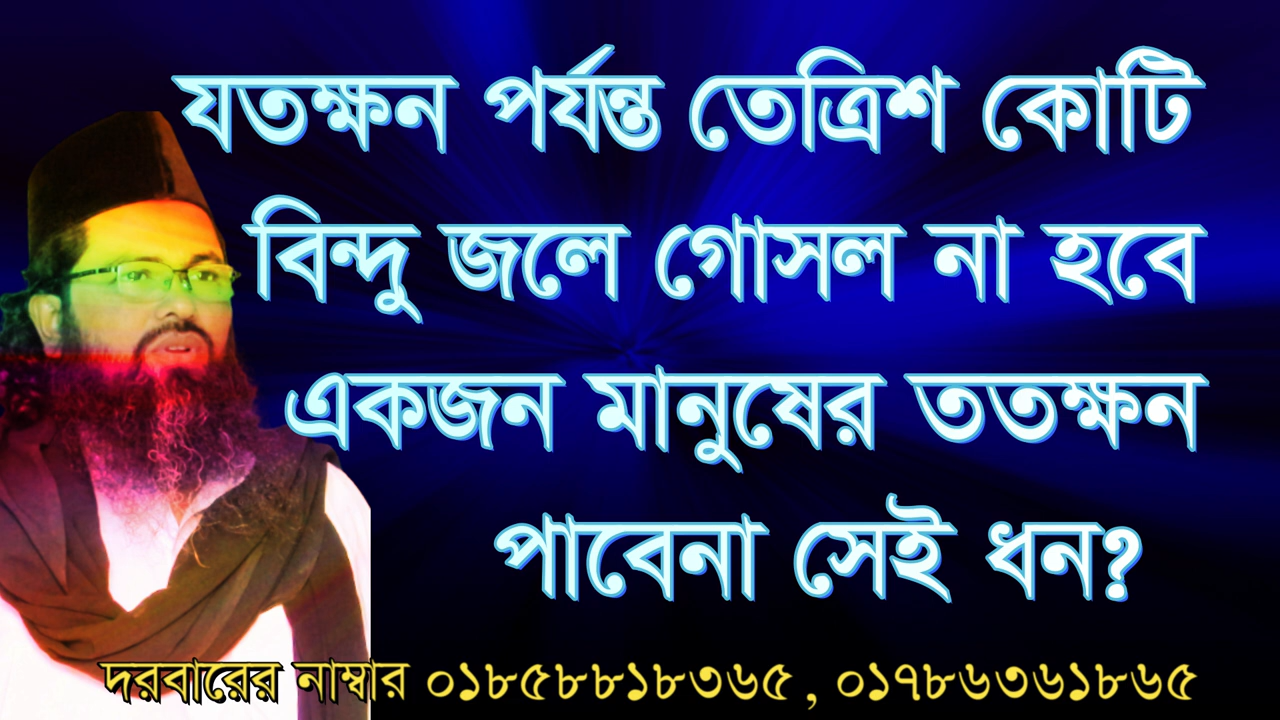 যতক্ষন পর্যন্ত তেত্রিশ কোটি
বিন্দু জলে গোসল না হবে
একজন মানুষের ততক্ষন
পাবেনা সেই ধন?
দরবারের নাম্বার ০১৮৫৮৮১৮৩৬৫, ০১৭৮৬৩৬১৮৬৫